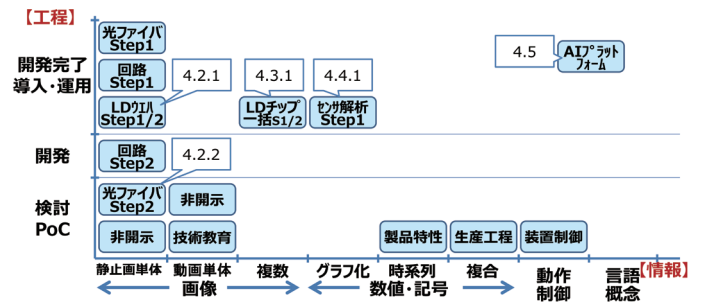 【工程】
光ファイバ
Step1
開発完了
導入・運用
回路
Step1
4.2.1
4.3.1
4.4.1
4.5
AIプラット
フォーム
LDウエハ
Step1/2
LDチップ
一括S1/2
センサ解析
Step1
開発
回路
Step2
4.2.2
検討
PoC
光ファイバ
Step2
非開示
非開示
技術教育
製品特性
生産工程
装置制御
静止画単体
動画単体
複数
グラフ化
時系列
複合
動作
制御
言語
概念
【情報】
画像
数値・記号